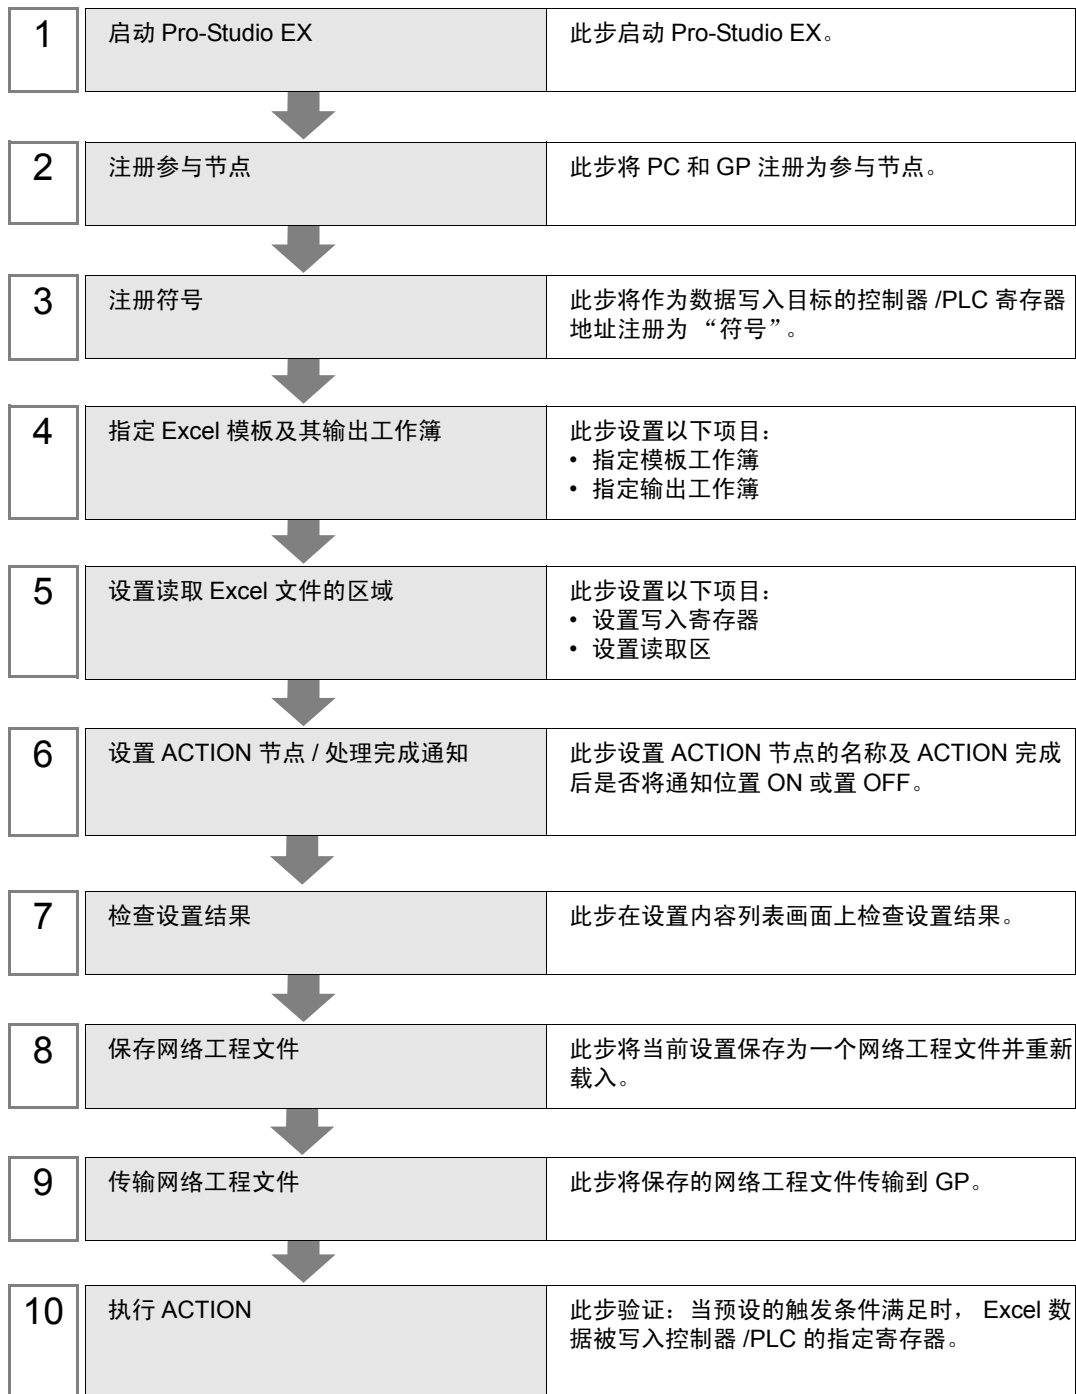 1
启动 Pro-Studio EX
此步启动 Pro-Studio EX。
2
注册参与节点
此步将 PC 和 GP 注册为参与节点。
3
注册符号
此步将作为数据写入目标的控制器 /PLC 寄存器
地址注册为 “符号”。
4
指定 Excel 模板及其输出工作簿
此步设置以下项目：
• 指定模板工作簿
• 指定输出工作簿
5
设置读取 Excel 文件的区域
此步设置以下项目：
• 设置写入寄存器
• 设置读取区
6
设置 ACTION 节点 / 处理完成通知
此步设置 ACTION 节点的名称及 ACTION 完成
后是否将通知位置 ON 或置 OFF。
7
检查设置结果
此步在设置内容列表画面上检查设置结果。
8
保存网络工程文件
此步将当前设置保存为一个网络工程文件并重新
载入。
9
传输网络工程文件
此步将保存的网络工程文件传输到 GP。
10
执行 ACTION
此步验证：当预设的触发条件满足时， Excel 数
据被写入控制器 /PLC 的指定寄存器。